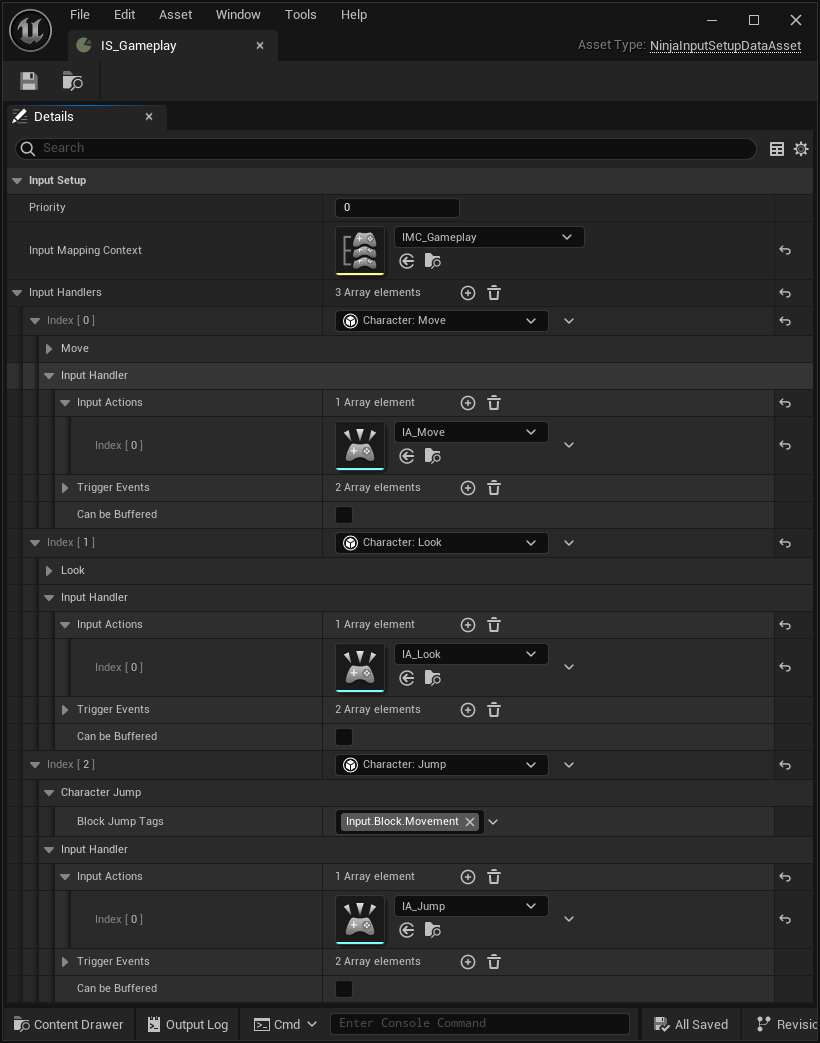 File Edit Asset Window Tools Help
IS_Gameplay
Asset Type: NinjaInputSetupDataAsset
Details
Search
Input Setup
Priority 0
Input Mapping Context IMC_Gameplay
Input Handlers 3 Array elements
Index [ 0 ] Character: Move
Move
Input Handler
Input Actions 1 Array element
Index [ 0 ] IA_Move
Trigger Events 2 Array elements
Can be Buffered
Index [ 1 ] Character: Look
Look
Input Handler
Input Actions 1 Array element
Index [ 0 ] IA_Look
Trigger Events 2 Array elements
Can be Buffered
Index [ 2 ] Character: Jump
Character Jump
Block Jump Tags Input.Block.Movement
Input Handler
Input Actions 1 Array element
Index [ 0 ] IA_Jump
Trigger Events 2 Array elements
Can be Buffered
Content Drawer Output Log Cmd Enter Console Command All Saved Revisio